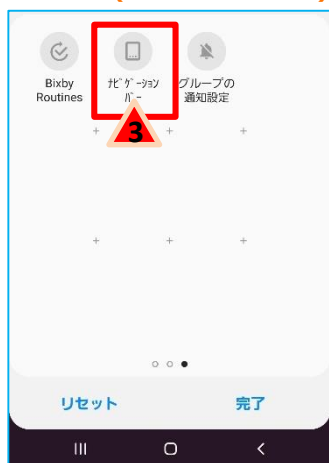 Bixby
Routines
ﾅﾋﾞｹﾞｰｼｮﾝ
ﾊﾞｰ
グループの
通知設定
3
リセット
完了